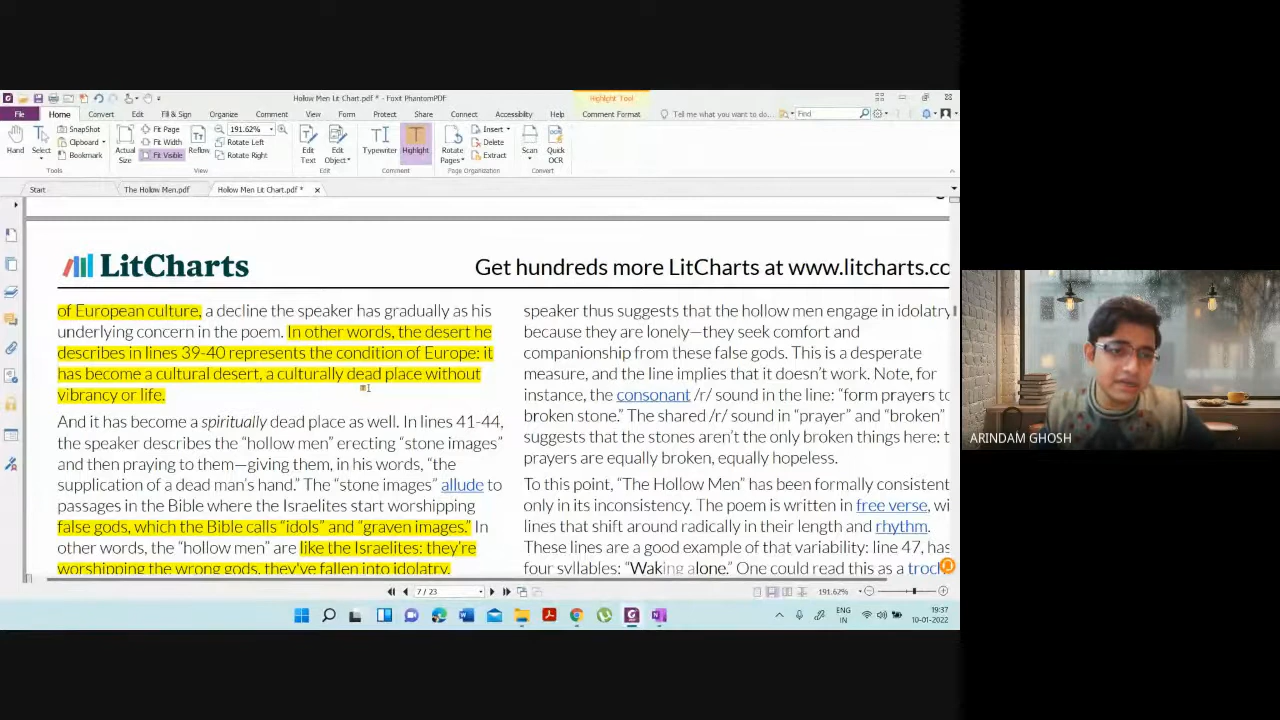 Hollow Men Lit Chart.pdf * - Foxit PhantomPDF
Highlight Tool
File Home Convert Edit Fill & Sign Organize Comment View Form Protect Share Connect Accessibility Help Comment Format Tell me what you want to do... Find
Hand
Select
SnapShot
Clipboard
Bookmark
Tools
Actual Size
Fit Page
Fit Width
Fit Visible
Reflow
191.62%
Rotate Left
Rotate Right
View
Edit Text
Edit Object
Edit
Typewriter
Highlight
Comment
Rotate Pages
Insert
Delete
Extract
Page Organization
Scan
Quick OCR
Convert
Start The Hollow Men.pdf Hollow Men Lit Chart.pdf *
LitCharts
Get hundreds more LitCharts at www.litcharts.co
of European culture, a decline the speaker has gradually as his
underlying concern in the poem. In other words, the desert he
describes in lines 39-40 represents the condition of Europe: it
has become a cultural desert, a culturally dead place without
vibrancy or life.
And it has become a spiritually dead place as well. In lines 41-44,
the speaker describes the “hollow men” erecting “stone images”
and then praying to them—giving them, in his words, “the
supplication of a dead man’s hand.” The “stone images” allude to
passages in the Bible where the Israelites start worshipping
false gods, which the Bible calls “idols” and “graven images.” In
other words, the “hollow men” are like the Israelites: they’re
worshipping the wrong gods, they've fallen into idolatry.
speaker thus suggests that the hollow men engage in idolatry
because they are lonely—they seek comfort and
companionship from these false gods. This is a desperate
measure, and the line implies that it doesn’t work. Note, for
instance, the consonant /r/ sound in the line: “form prayers to
broken stone.” The shared /r/ sound in “prayer” and “broken”
suggests that the stones aren’t the only broken things here: t
prayers are equally broken, equally hopeless.
To this point, “The Hollow Men” has been formally consistent
only in its inconsistency. The poem is written in free verse, wi
lines that shift around radically in their length and rhythm.
These lines are a good example of that variability: line 47, has
four syllables: “Waking alone.” One could read this as a troch
7 / 23
191.62%
ENG
IN
19:37
10-01-2022
ARINDAM GHOSH